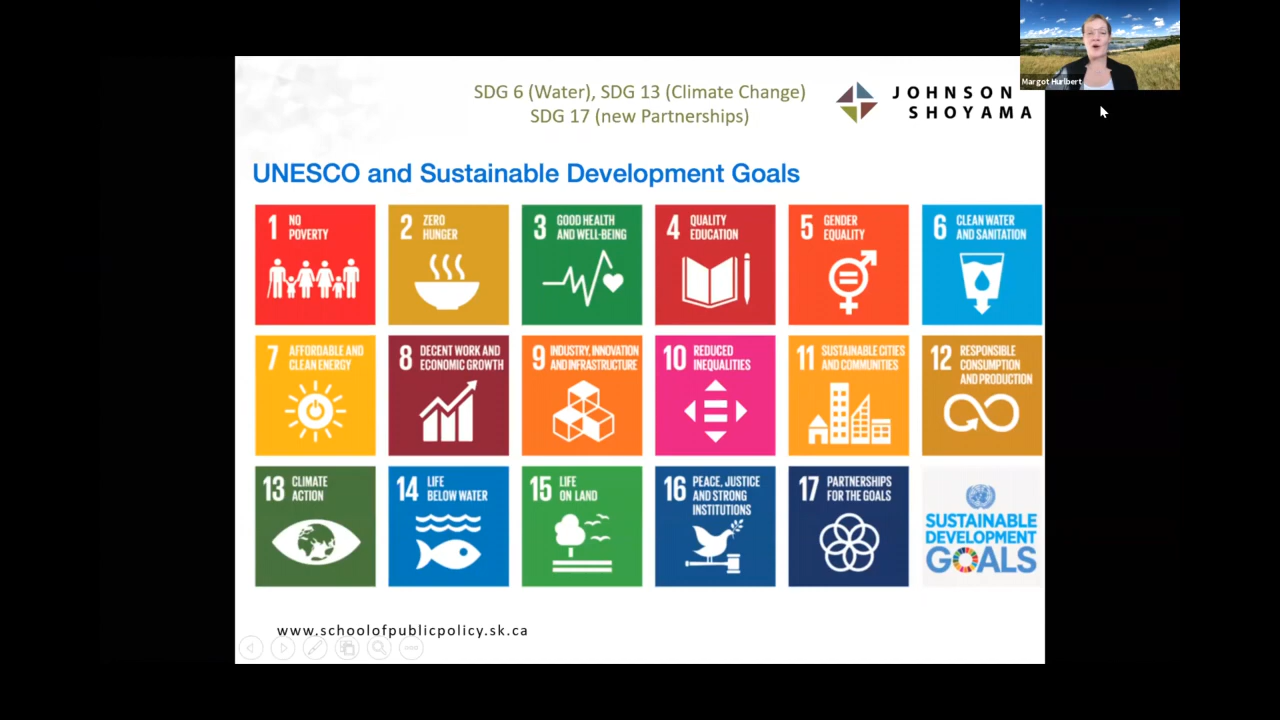 Margot Hurlbert
SDG 6 (Water), SDG 13 (Climate Change)
SDG 17 (new Partnerships)
JOHNSON
SHOYAMA
UNESCO and Sustainable Development Goals
1 NO
POVERTY
2 ZERO
HUNGER
3 GOOD HEALTH
AND WELL-BEING
4 QUALITY
EDUCATION
5 GENDER
EQUALITY
6 CLEAN WATER
AND SANITATION
7 AFFORDABLE AND
CLEAN ENERGY
8 DECENT WORK AND
ECONOMIC GROWTH
9 INDUSTRY, INNOVATION
AND INFRASTRUCTURE
10 REDUCED
INEQUALITIES
11 SUSTAINABLE CITIES
AND COMMUNITIES
12 RESPONSIBLE
CONSUMPTION
AND PRODUCTION
13 CLIMATE
ACTION
14 LIFE
BELOW WATER
15 LIFE
ON LAND
16 PEACE, JUSTICE
AND STRONG
INSTITUTIONS
17 PARTNERSHIPS
FOR THE GOALS
SUSTAINABLE
DEVELOPMENT
GOALS
www.schoolofpublicpolicy.sk.ca